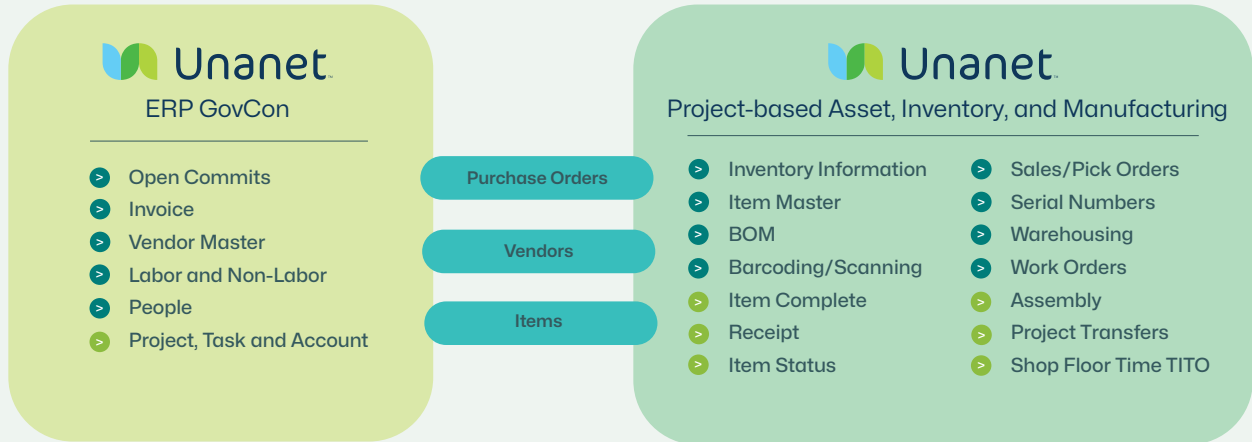 Unanet™
ERP GovCon
> Open Commits
> Invoice
> Vendor Master
> Labor and Non-Labor
> People
> Project, Task and Account
Purchase Orders
Vendors
Items
Unanet™
Project-based Asset, Inventory, and Manufacturing
> Inventory Information
> Item Master
> BOM
> Barcoding/Scanning
> Item Complete
> Receipt
> Item Status
> Sales/Pick Orders
> Serial Numbers
> Warehousing
> Work Orders
> Assembly
> Project Transfers
> Shop Floor Time TITO